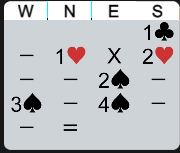 W N E S
1♣
– 1♥ X 2♥
– – 2♠ –
3♠ – 4♠ –
– =